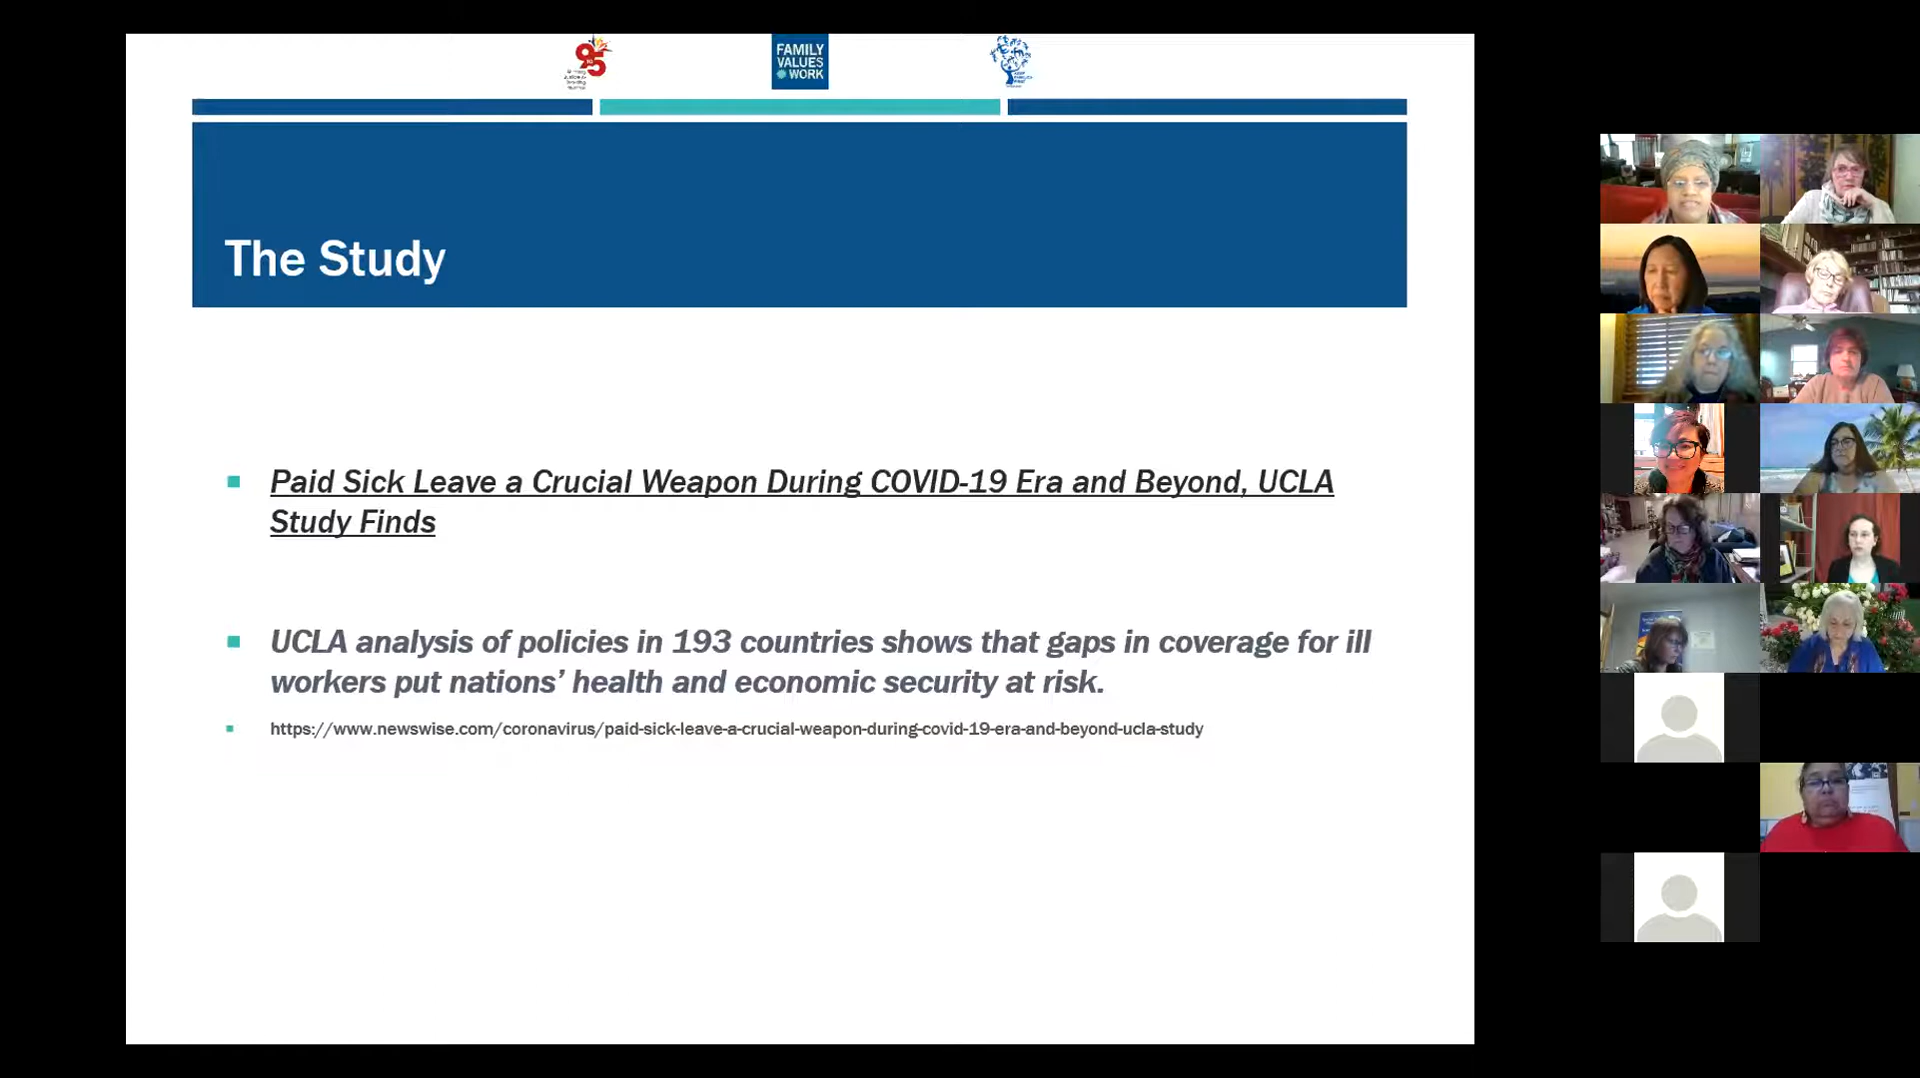 95
FAMILY
VALUES
WORK
The Study
Paid Sick Leave a Crucial Weapon During COVID-19 Era and Beyond, UCLA
Study Finds
UCLA analysis of policies in 193 countries shows that gaps in coverage for ill
workers put nations’ health and economic security at risk.
https://www.newswise.com/coronavirus/paid-sick-leave-a-crucial-weapon-during-covid-19-era-and-beyond-ucla-study